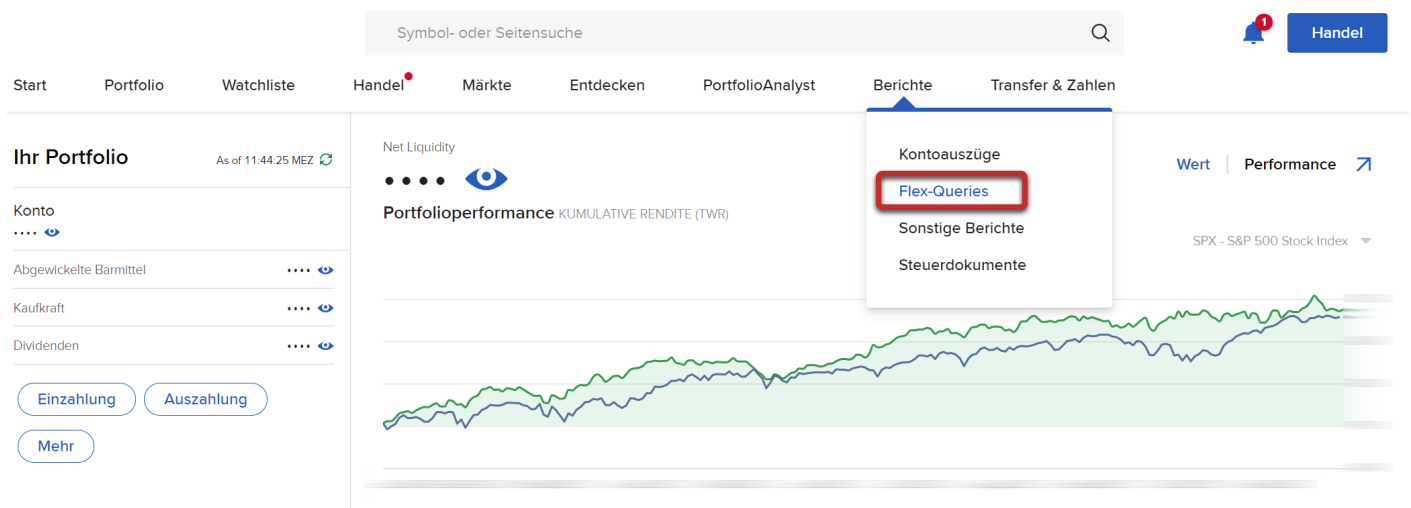 Symbol- oder Seitensuche
1
Handel
Start Portfolio Watchliste Handel Märkte Entdecken PortfolioAnalyst Berichte Transfer & Zahlen
Ihr Portfolio As of 11:44:25 MEZ
Konto
••••
Abgewickelte Barmittel ••••
Kaufkraft ••••
Dividenden ••••
Einzahlung Auszahlung
Mehr
Net Liquidity
••••
Portfolioperformance KUMULATIVE RENDITE (TWR)
Kontoauszüge
Flex-Queries
Sonstige Berichte
Steuerdokumente
Wert Performance
SPX - S&P 500 Stock Index